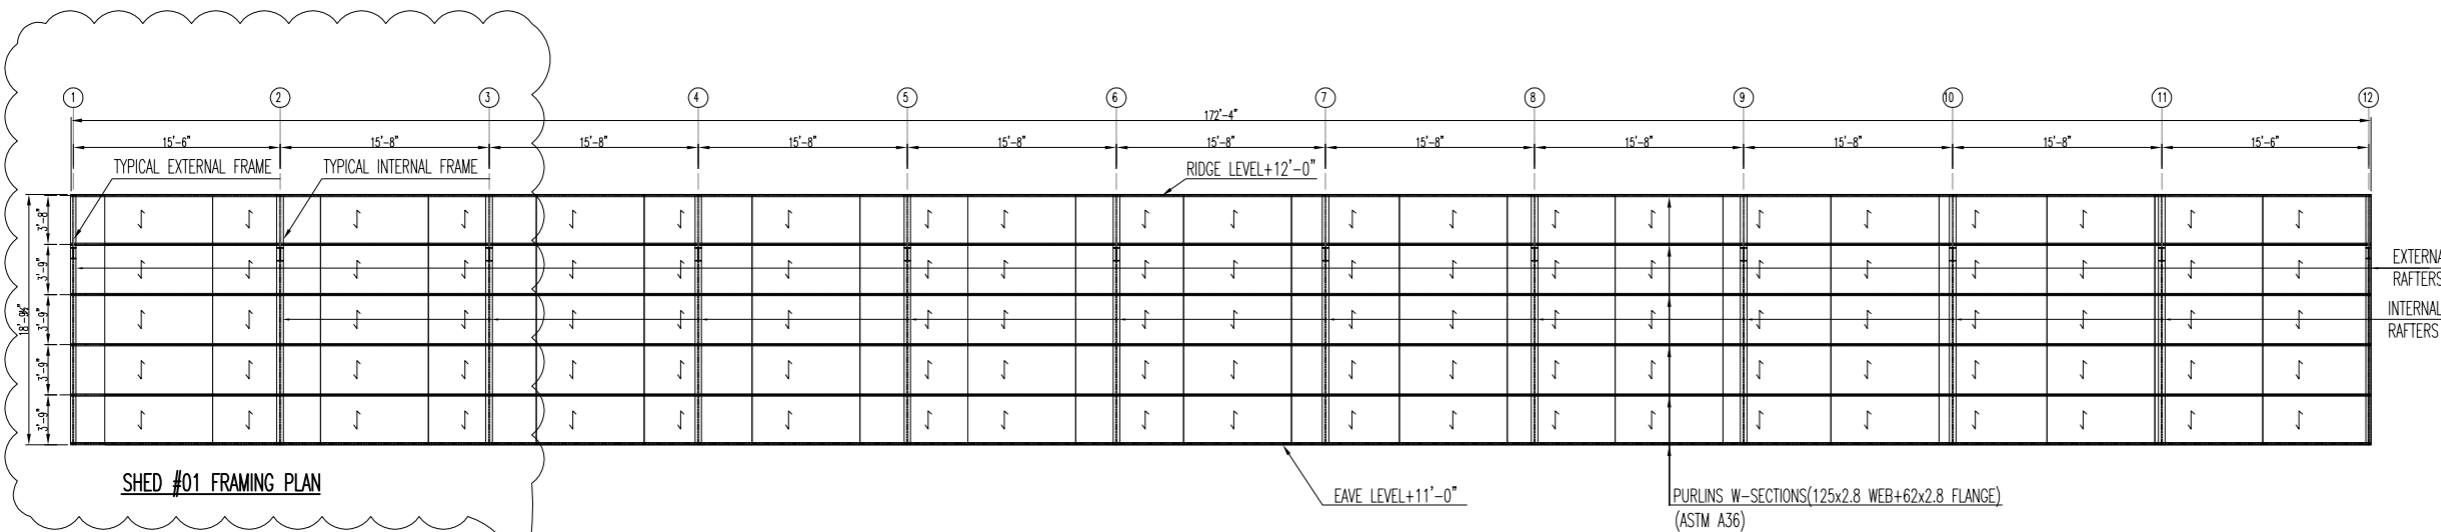 1 2 3 4 5 6 7 8 9 10 11 12
172'-4"
15'-6" 15'-8" 15'-8" 15'-8" 15'-8" 15'-8" 15'-8" 15'-8" 15'-8" 15'-8" 15'-6"
TYPICAL EXTERNAL FRAME
TYPICAL INTERNAL FRAME
RIDGE LEVEL+12'-0"
3'-8"
3'-9"
3'-9"
3'-9"
3'-9"
EXTERNA
RAFTERS
INTERNAL
RAFTERS
SHED #01 FRAMING PLAN
EAVE LEVEL+11'-0"
PURLINS W-SECTIONS(125x2.8 WEB+62x2.8 FLANGE)
(ASTM A36)